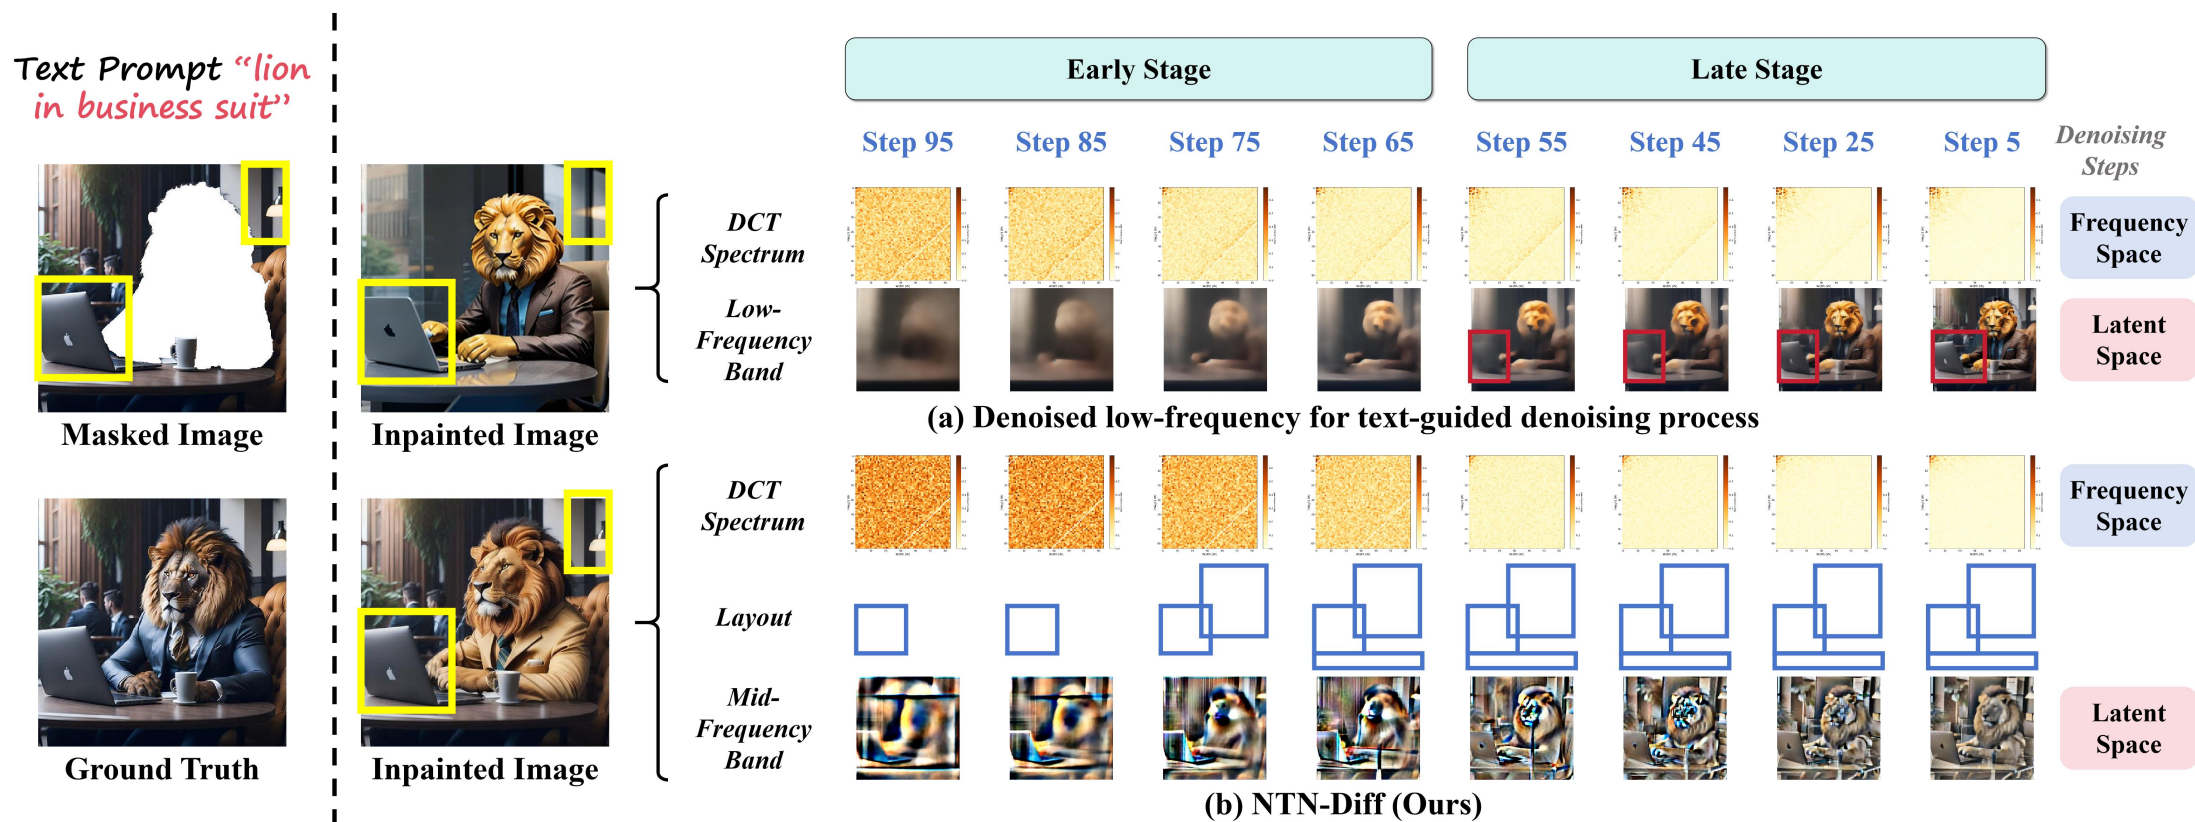 Text Prompt “lion
in business suit”
Early Stage
Late Stage
Step 95
Step 85
Step 75
Step 65
Step 55
Step 45
Step 25
Step 5
Denoising
Steps
DCT
Spectrum
Frequency
Space
Low-
Frequency
Band
Latent
Space
Masked Image
Inpainted Image
(a) Denoised low-frequency for text-guided denoising process
DCT
Spectrum
Frequency
Space
Layout
Mid-
Frequency
Band
Latent
Space
Ground Truth
Inpainted Image
(b) NTN-Diff (Ours)